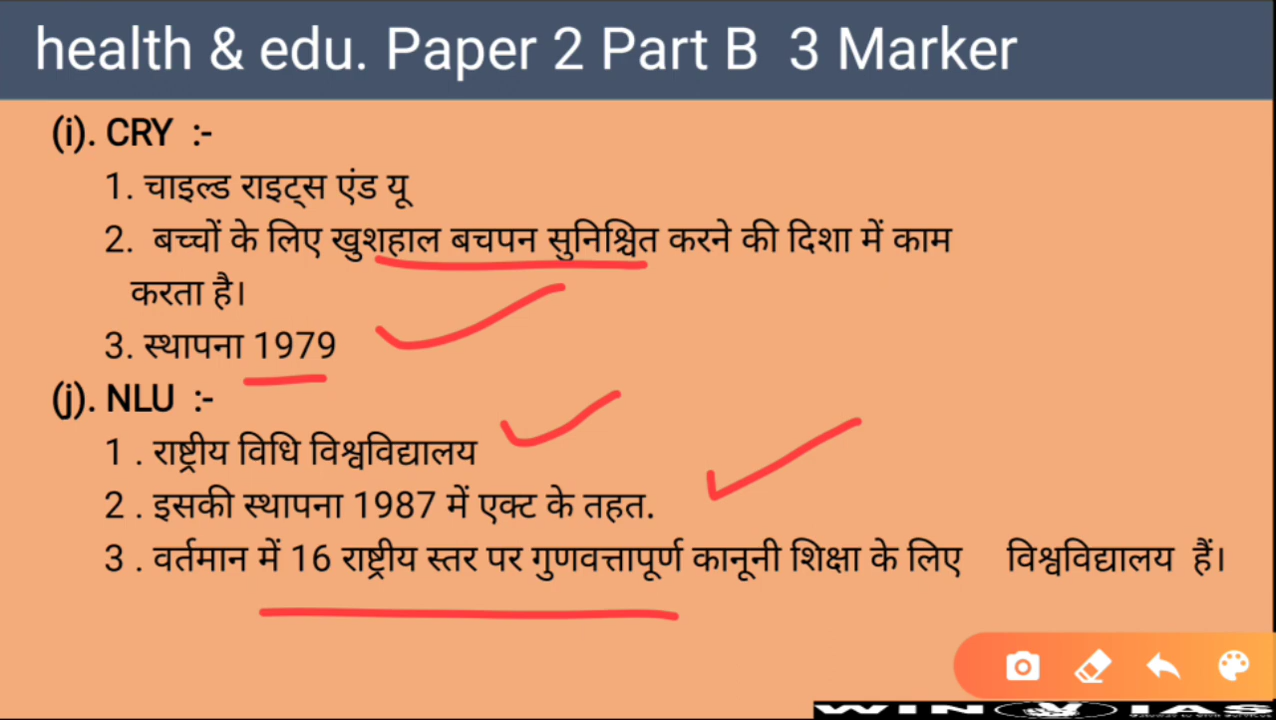 health & edu. Paper 2 Part B 3 Marker
(i). CRY :-
1. चाइल्ड राइट्स एंड यू
2. बच्चों के लिए खुशहाल बचपन सुनिश्चित करने की दिशा में काम
करता है।
3. स्थापना 1979
(j). NLU :-
1 . राष्ट्रीय विधि विश्वविद्यालय
2 . इसकी स्थापना 1987 में एक्ट के तहत.
3 . वर्तमान में 16 राष्ट्रीय स्तर पर गुणवत्तापूर्ण कानूनी शिक्षा के लिए विश्वविद्यालय हैं।
WIN V IAS